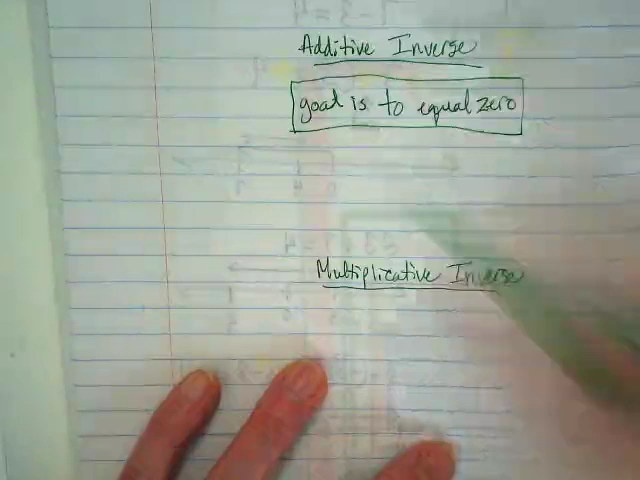 Additive Inverse
goal is to equal zero
Multiplicative Inverse